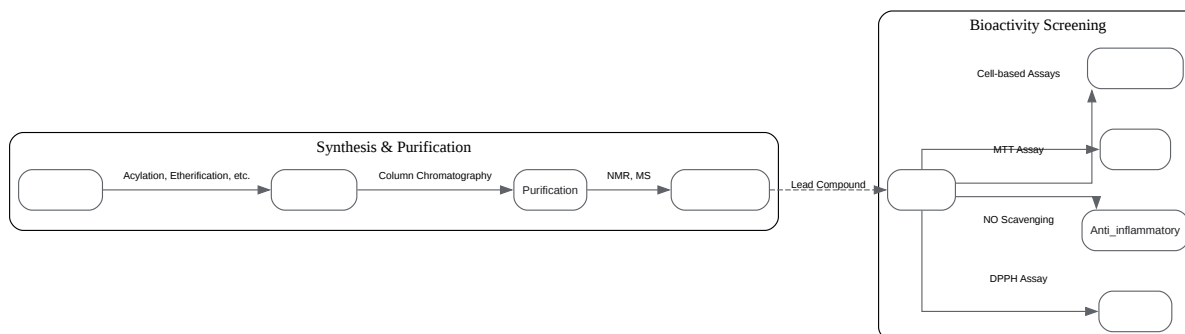 Bioactivity Screening
Cell-based Assays
Synthesis & Purification
MTT Assay
Acylation, Etherification, etc.
Column Chromatography
Purification
NMR, MS
Lead Compound
NO Scavenging
Anti_inflammatory
DPPH Assay